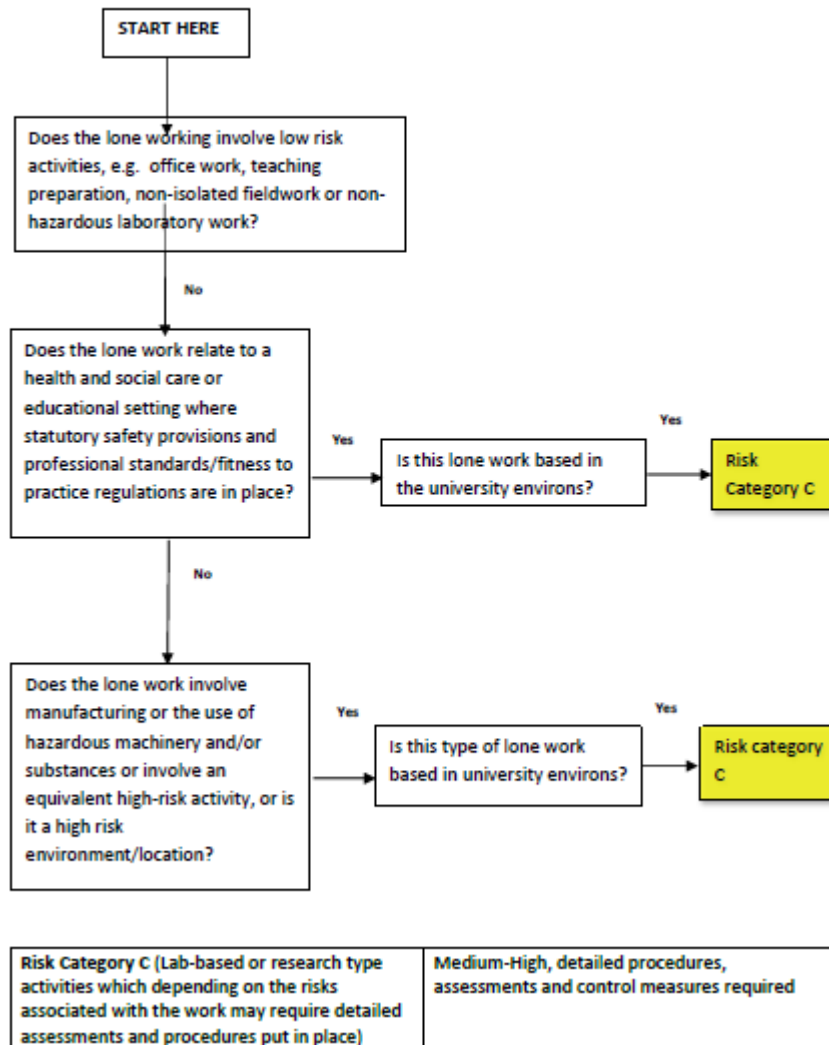 START HERE
Does the lone working involve low risk
activities, e.g.  office work, teaching
preparation, non-isolated fieldwork or non-
hazardous laboratory work?
No
Does the lone work relate to a
health and social care or
educational setting where
statutory safety provisions and
professional standards/fitness to
practice regulations are in place?
Yes
Is this lone work based in
the university environs?
Yes
Risk
Category C
No
Does the lone work involve
manufacturing or the use of
hazardous machinery and/or
substances or involve an
equivalent high-risk activity, or is
it a high risk
environment/location?
Yes
Is this type of lone work
based in university environs?
Yes
Risk category
C
Risk Category C (Lab-based or research type
activities which depending on the risks
associated with the work may require detailed
assessments and procedures put in place)
Medium-High, detailed procedures,
assessments and control measures required